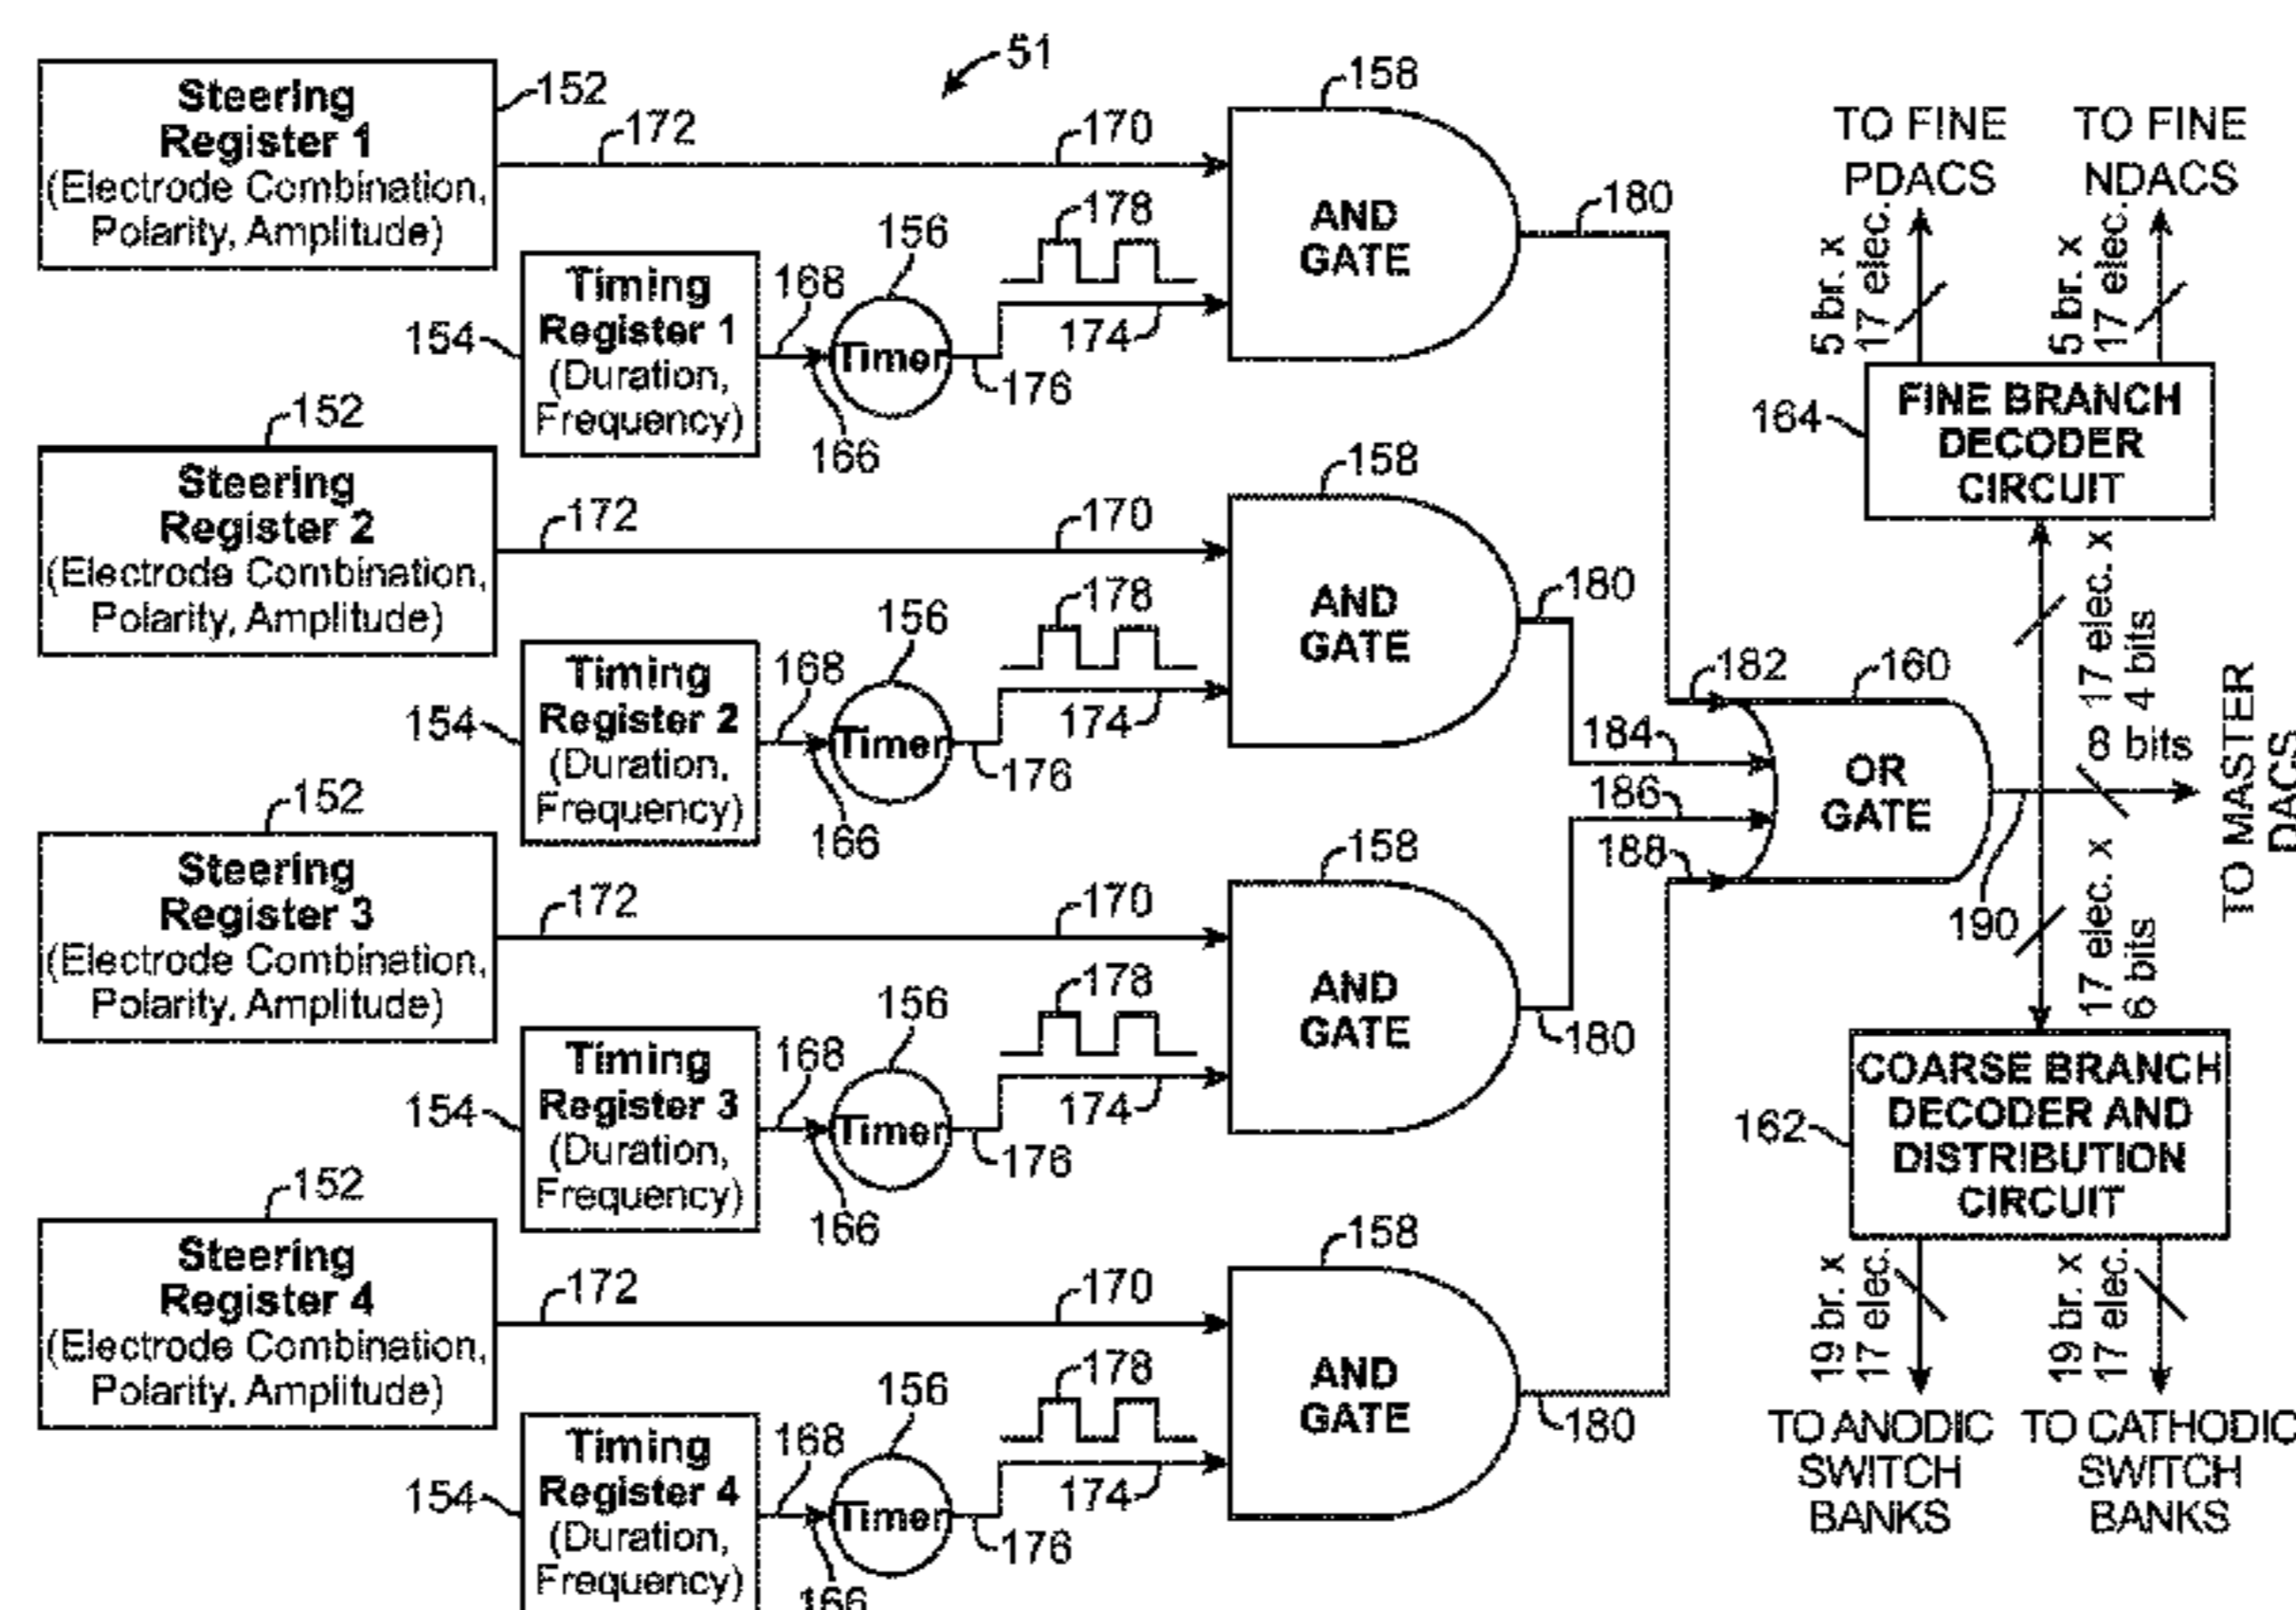 51
Steering
Register 1
(Electrode Combination,
Polarity, Amplitude)
152
172
170
158
AND
GATE
180
Timing
Register 1
(Duration,
Frequency)
154
168
166
156
Timer
176
178
174
Steering
Register 2
(Electrode Combination,
Polarity, Amplitude)
152
172
170
158
AND
GATE
180
Timing
Register 2
(Duration,
Frequency)
154
168
166
156
Timer
176
178
174
Steering
Register 3
(Electrode Combination,
Polarity, Amplitude)
152
172
170
158
AND
GATE
180
Timing
Register 3
(Duration,
Frequency)
154
168
166
156
Timer
176
178
174
Steering
Register 4
(Electrode Combination,
Polarity, Amplitude)
152
172
170
158
AND
GATE
180
Timing
Register 4
(Duration,
Frequency)
154
168
166
156
Timer
176
178
174
182
184
186
188
160
OR
GATE
190
TO FINE
PDACS
TO FINE
NDACS
5 br. x
17 elec.
5 br. x
17 elec.
164
FINE BRANCH
DECODER
CIRCUIT
17 elec. x
4 bits
8 bits
TO MASTER
DACS
17 elec. x
6 bits
162
COARSE BRANCH
DECODER AND
DISTRIBUTION
CIRCUIT
19 br. x
17 elec.
19 br. x
17 elec.
TO ANODIC
SWITCH
BANKS
TO CATHODIC
SWITCH
BANKS